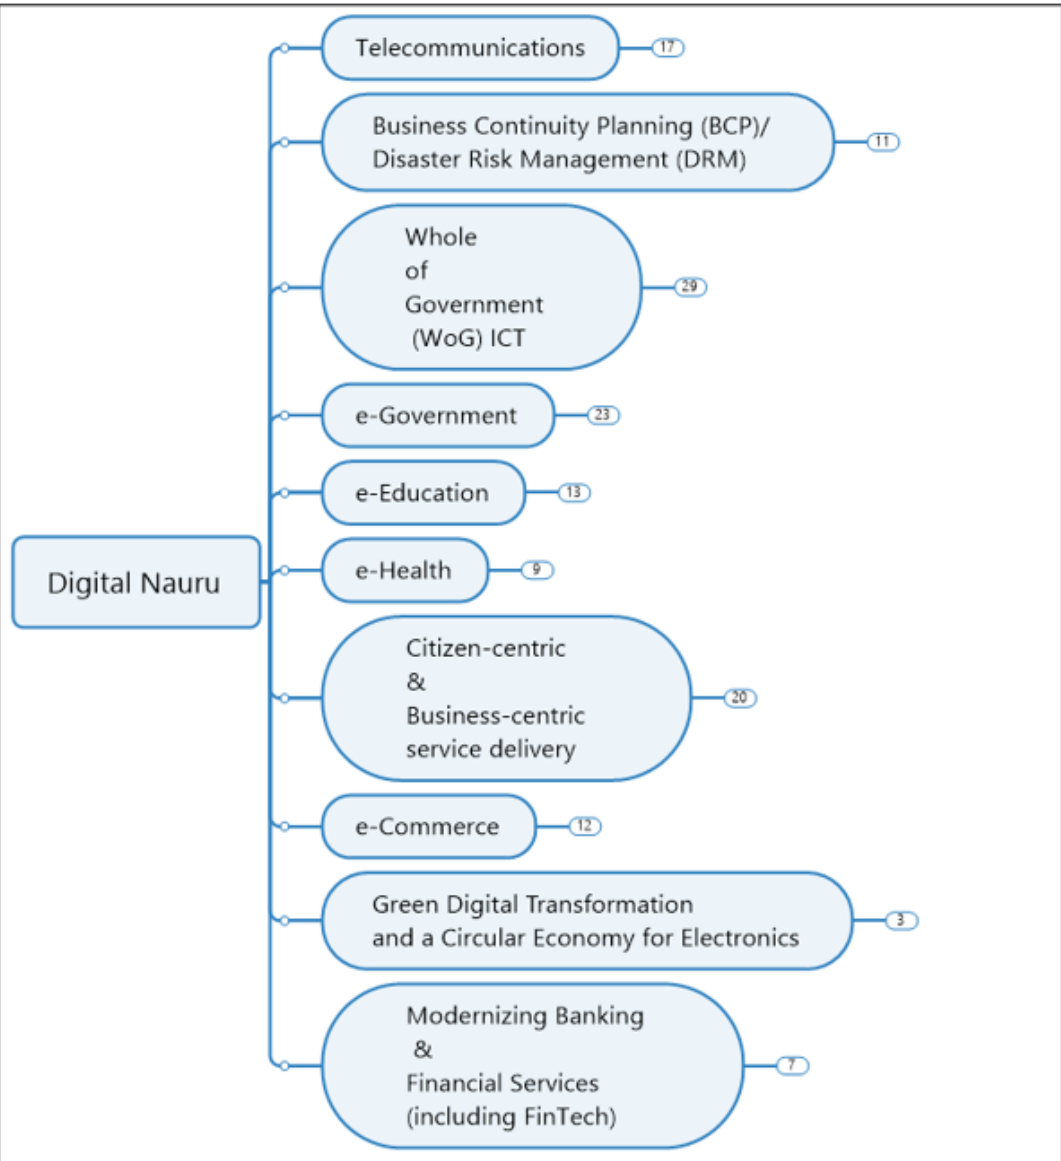 Telecommunications
17
Business Continuity Planning (BCP)/
Disaster Risk Management (DRM)
11
Whole
of
Government
(WoG) ICT
29
e-Government
23
e-Education
13
Digital Nauru
e-Health
9
Citizen-centric
&
Business-centric
service delivery
20
e-Commerce
12
Green Digital Transformation
and a Circular Economy for Electronics
3
Modernizing Banking
&
Financial Services
(including FinTech)
7